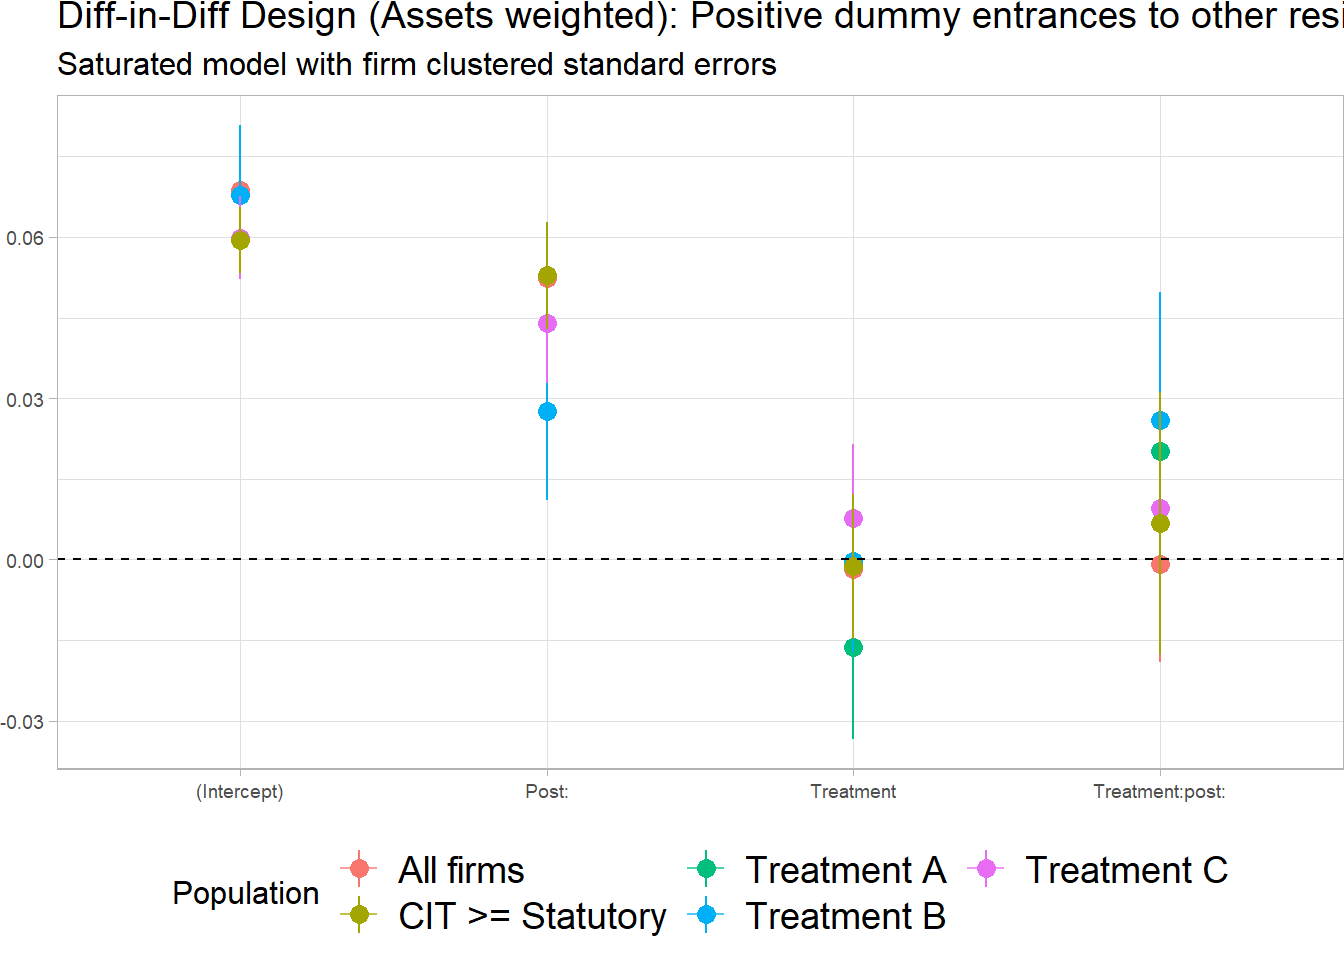 Diff-in-Diff Design (Assets weighted): Positive dummy entrances to other resi
Saturated model with firm clustered standard errors
0.06
0.03
0.00
-0.03
(Intercept) Post: Treatment Treatment:post:
Population All firms Treatment A Treatment C
CIT >= Statutory Treatment B